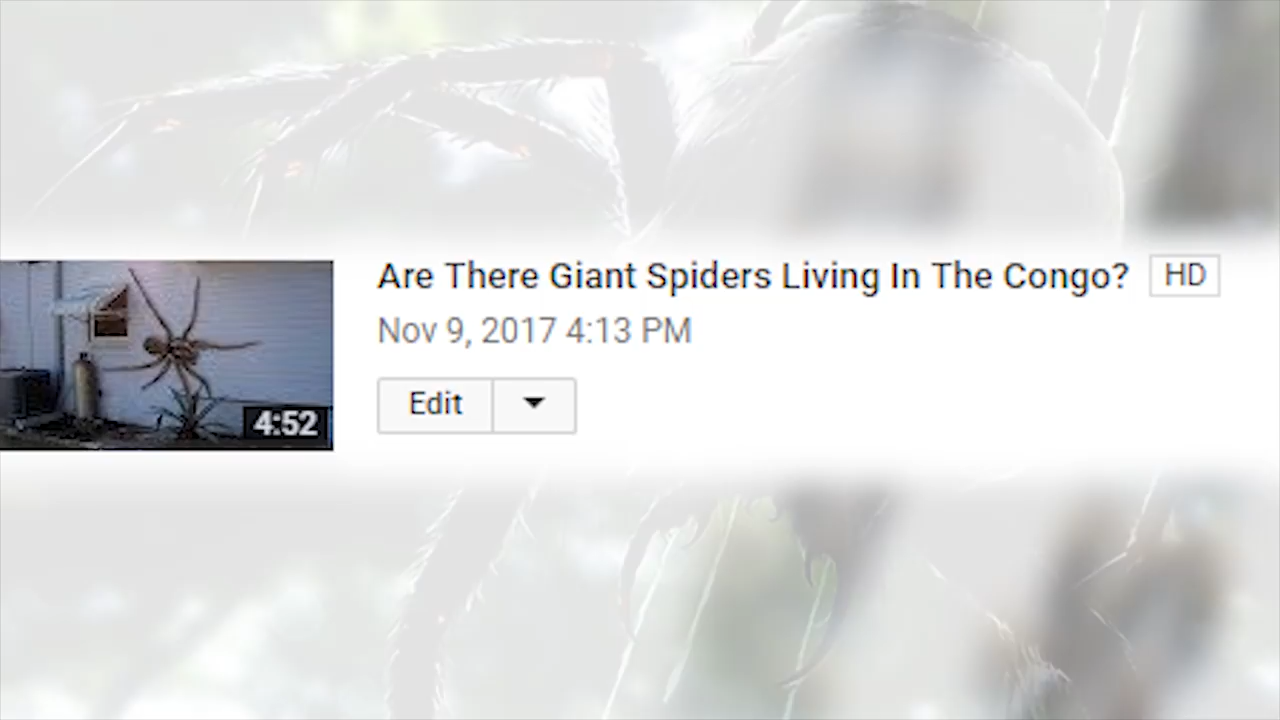 Are There Giant Spiders Living In The Congo? HD
Nov 9, 2017 4:13 PM
Edit
4:52